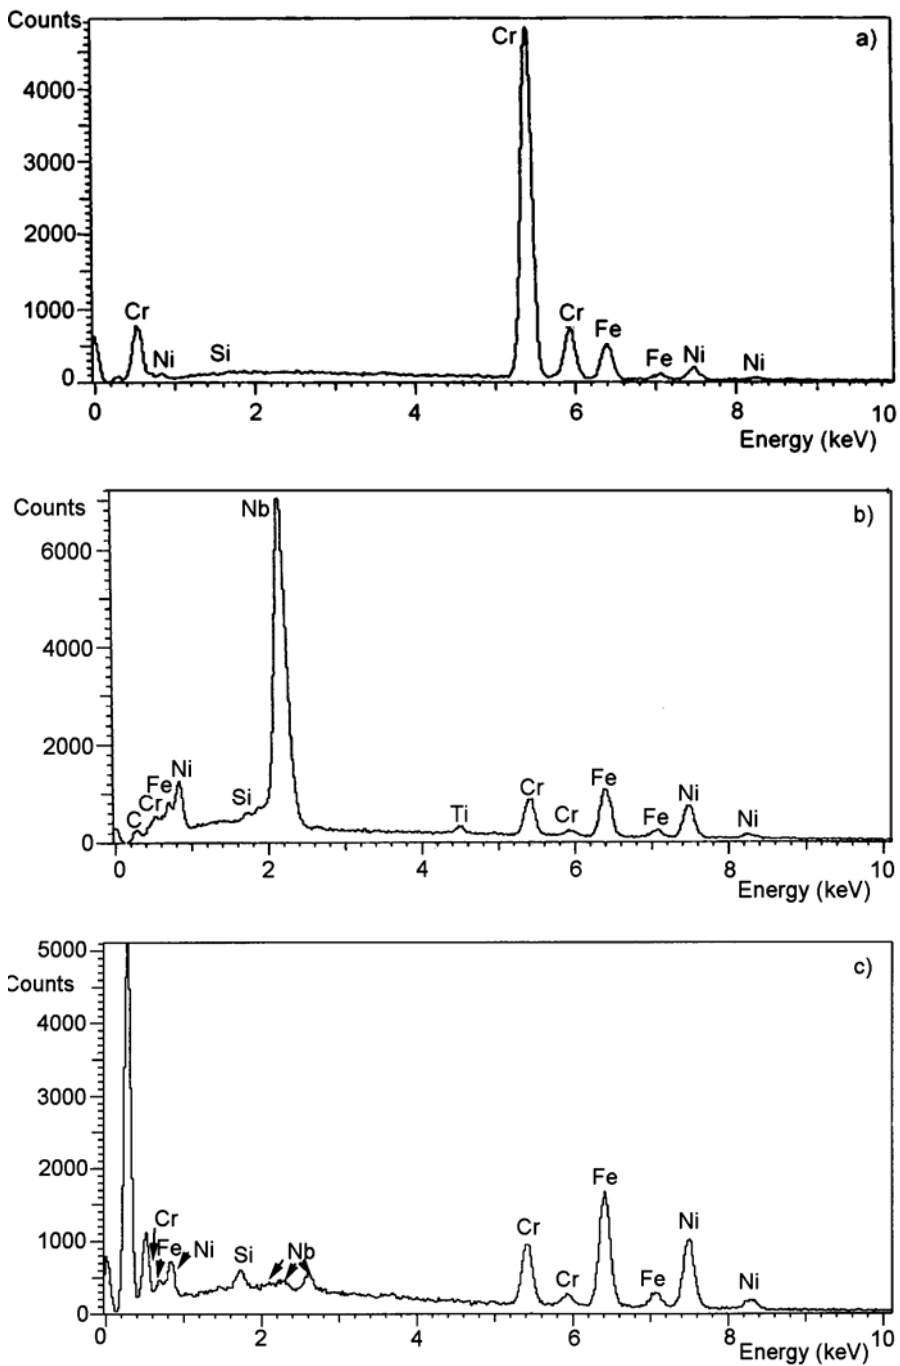 Counts
a)
Cr
4000
3000
2000
1000
Cr
Ni
Si
Cr
Fe
Fe
Ni
Ni
0
0 2 4 6 8 10
Energy (keV)
Counts
b)
Nb
6000
4000
2000
C
Cr
Fe
Ni
Si
Ti
Cr
Cr
Fe
Fe
Ni
Ni
0
0 2 4 6 8 10
Energy (keV)
5000
Counts
c)
4000
3000
2000
1000
Cr
Fe
Ni
Si
Nb
Cr
Cr
Fe
Fe
Ni
Ni
0
0 2 4 6 8 10
Energy (keV)